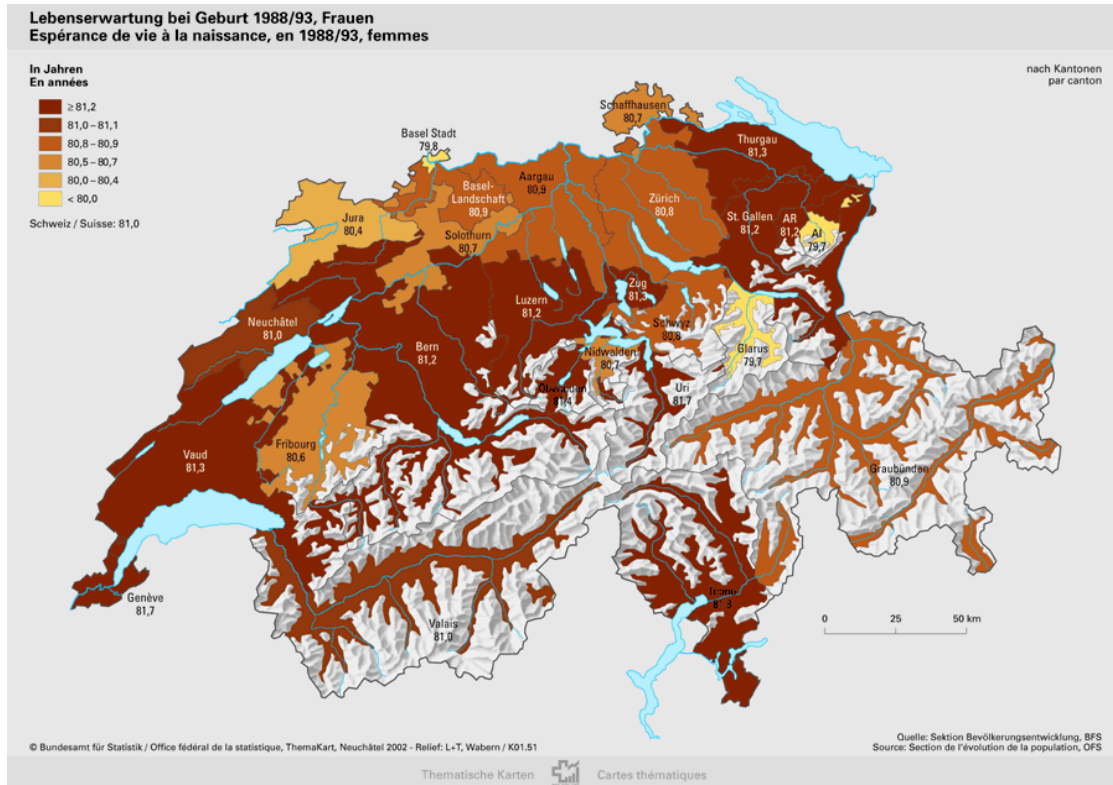 Lebenserwartung bei Geburt 1988/93, Frauen
Espérance de vie à la naissance, en 1988/93, femmes
In Jahren
En années
≥ 81,2
81,0 – 81,1
80,8 – 80,9
80,5 – 80,7
80,0 – 80,4
< 80,0
Schweiz / Suisse: 81,0
nach Kantonen
par canton
Schaffhausen
80,7
Basel Stadt
79,8
Thurgau
81,3
Aargau
80,9
Basel-
Landschaft
80,9
Zürich
80,8
Jura
80,4
Solothurn
80,7
St. Gallen
81,2
AR
81,2
AI
79,7
Zug
81,3
Luzern
81,2
Neuchâtel
81,0
Schwyz
80,8
Bern
81,2
Nidwalden
80,7
Glarus
79,7
Obwalden
81,4
Uri
81,7
Fribourg
80,6
Vaud
81,3
Graubünden
80,9
Genève
81,7
Valais
81,0
0 25 50 km
© Bundesamt für Statistik / Office fédéral de la statistique, ThemaKart, Neuchâtel 2002 - Relief: L+T, Wabern / K01.51
Quelle: Sektion Bevölkerungsentwicklung, BFS
Source: Section de l'évolution de la population, OFS
Thematische Karten
Cartes thématiques